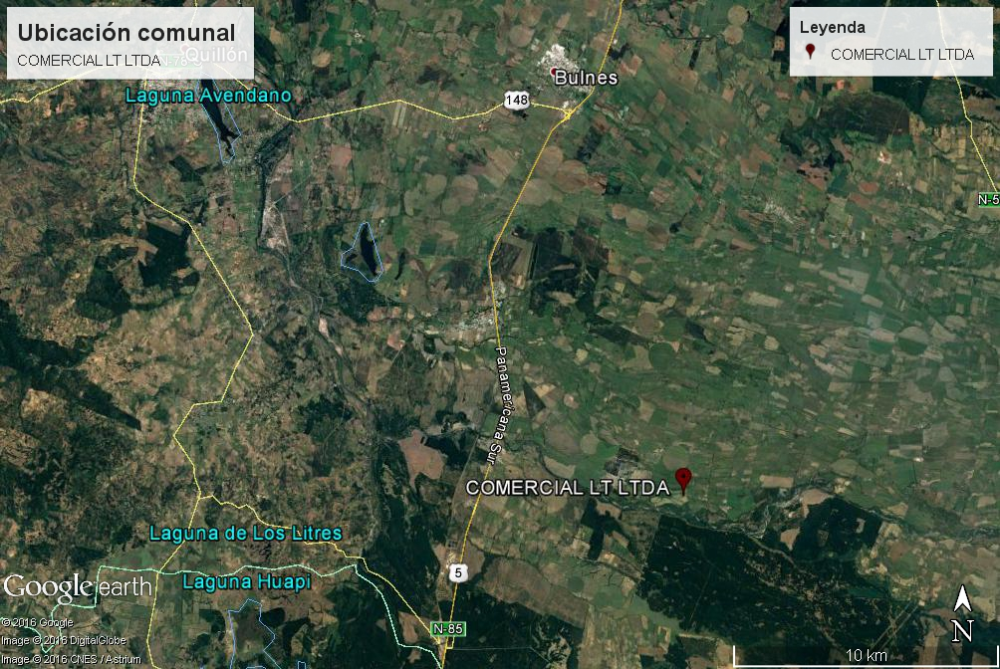 Ubicación comunal
COMERCIAL LT LTDA
Quillón
N-78
Leyenda
COMERCIAL LT LTDA
Bulnes
Laguna Avendano
148
N-5
Panamericana Sur
COMERCIAL LT LTDA
Laguna de Los Litres
5
Laguna Huapi
Google earth
© 2016 Google
N-85
Image © 2016 DigitalGlobe
Image © 2016 CNES / Astrium
N
10 km